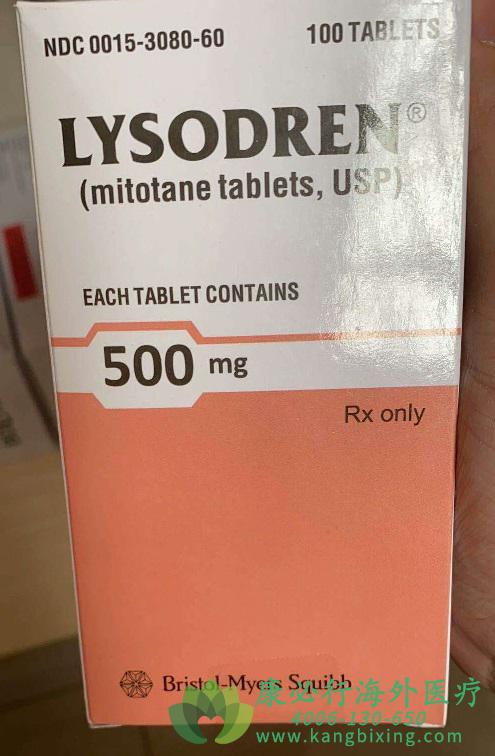 NDC 0015-3080-60 100 TABLETS
LYSODREN®
(mitotane tablets, USP)
EACH TABLET CONTAINS
500 mg
Rx only
Bristol-Myers Squibb
康必行海外医疗
4006-130-650
www.kangbixing.com